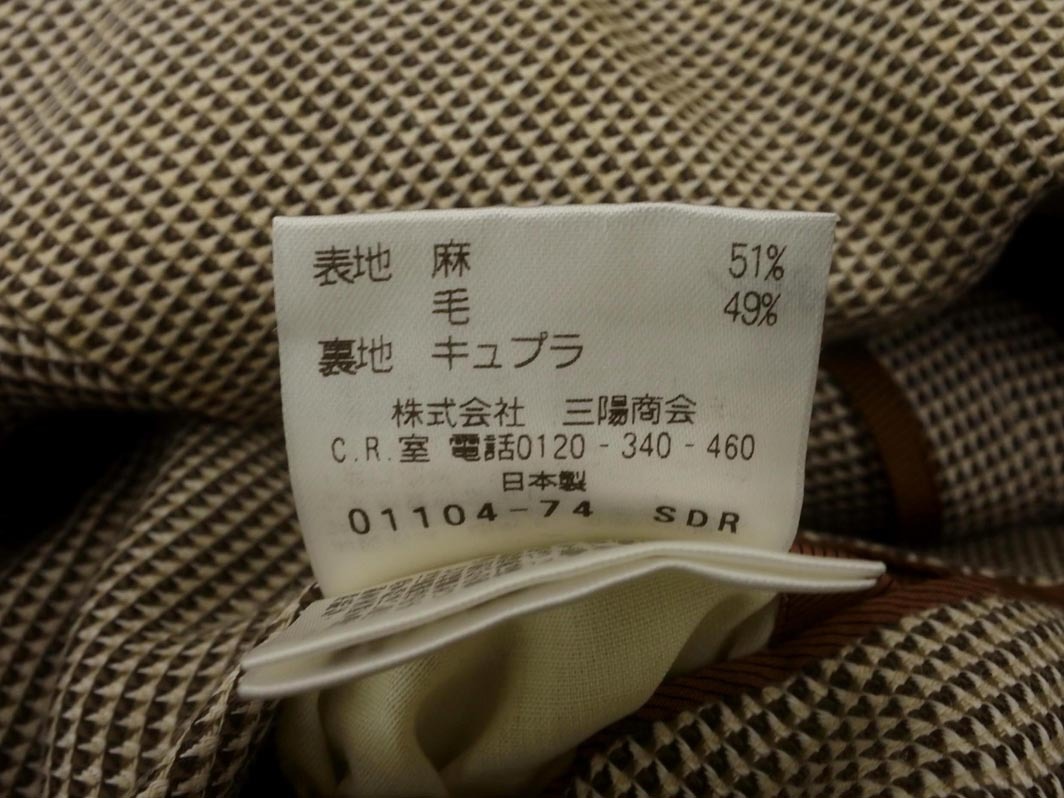 表地 麻 51%
毛 49%
裏地 キュプラ
株式会社 三陽商会
C.R.室 電話0120-340-460
日本製
01104-74 SDR